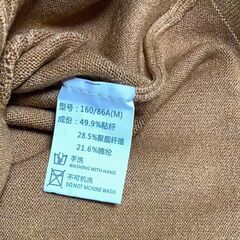 型号:160/86A(M)
成份:49.9%粘纤
28.5%聚酯纤维
21.6%锦纶
手洗
WASHING WITH HAND
不可机洗
DO NOT MCHINE WASH